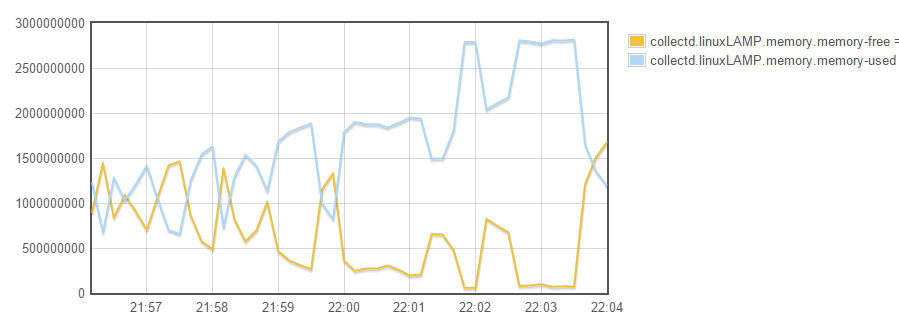 3000000000
2500000000
2000000000
1500000000
1000000000
500000000
0
21:57 21:58 21:59 22:00 22:01 22:02 22:03 22:04
collectd.linuxLAMP.memory.memory-free =
collectd.linuxLAMP.memory.memory-used